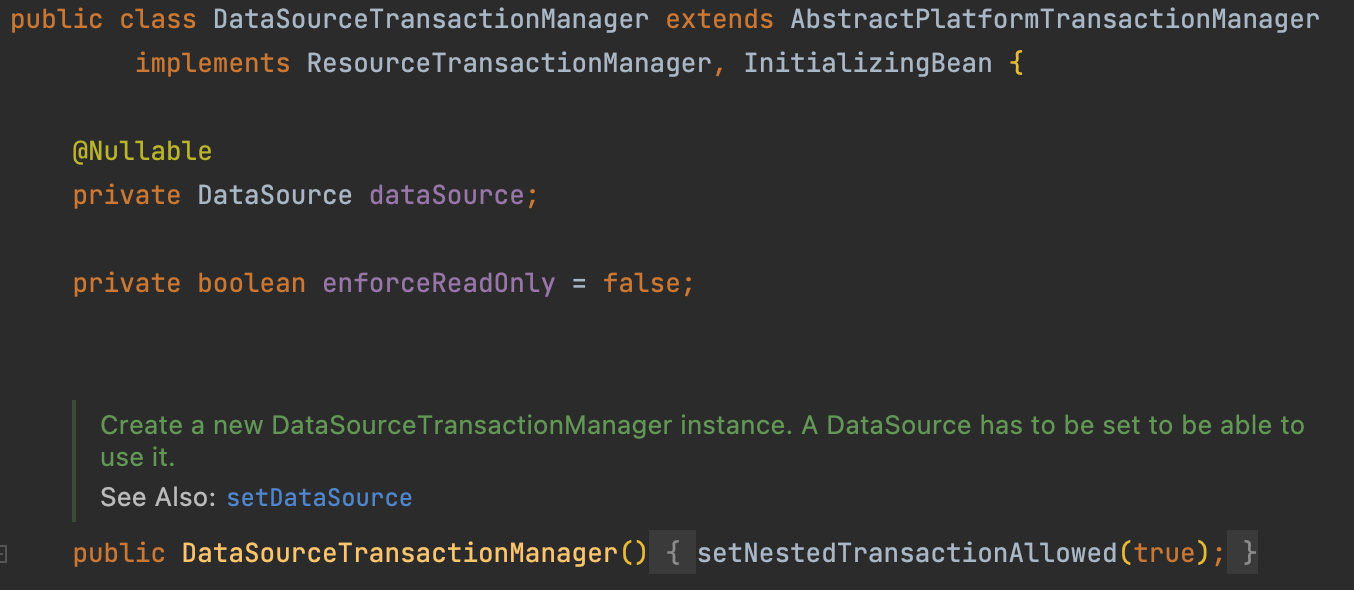 public class DataSourceTransactionManager extends AbstractPlatformTransactionManager
implements ResourceTransactionManager, InitializingBean {
@Nullable
private DataSource dataSource;
private boolean enforceReadOnly = false;
Create a new DataSourceTransactionManager instance. A DataSource has to be set to be able to
use it.
See Also: setDataSource
public DataSourceTransactionManager() { setNestedTransactionAllowed(true); }